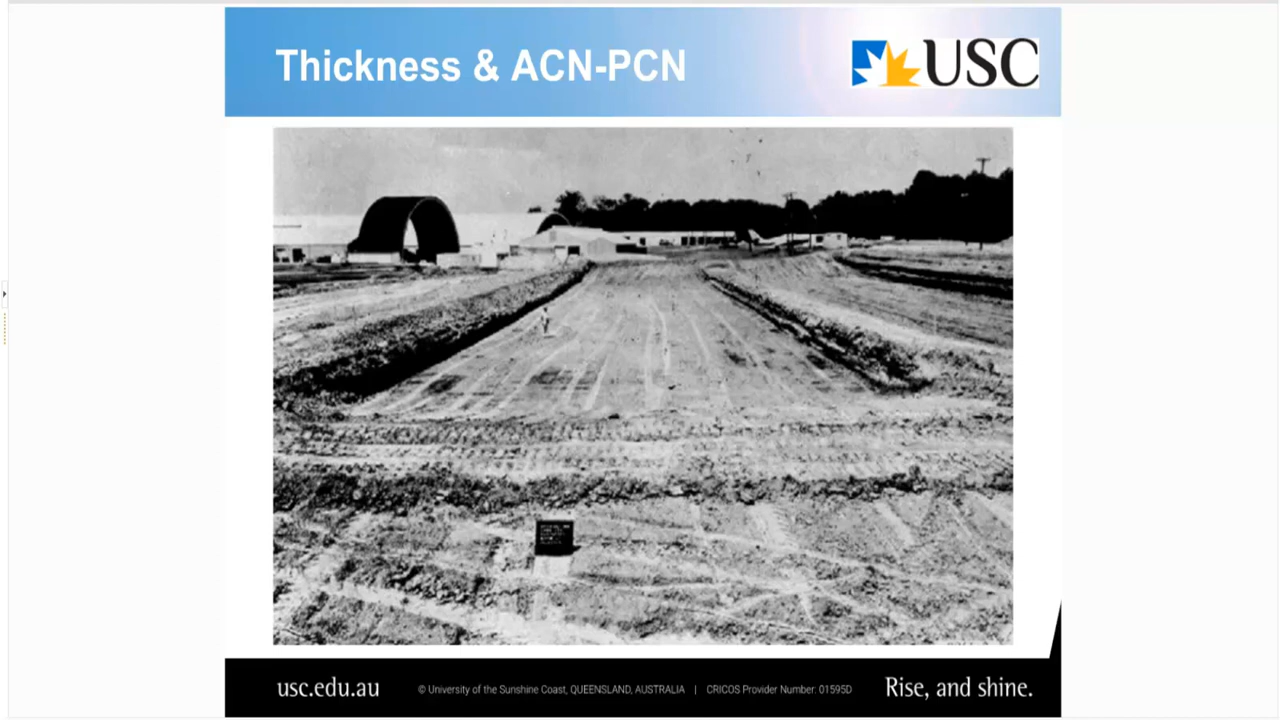 Thickness & ACN-PCN
USC
usc.edu.au
© University of the Sunshine Coast, QUEENSLAND, AUSTRALIA | CRICOS Provider Number: 01595D
Rise, and shine.